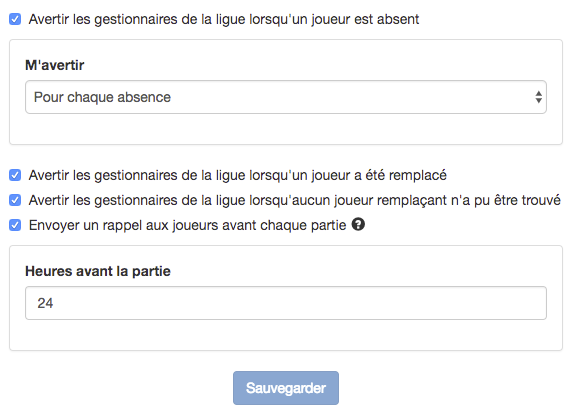 Avertir les gestionnaires de la ligue lorsqu'un joueur est absent
M'avertir
Pour chaque absence
Avertir les gestionnaires de la ligue lorsqu'un joueur a été remplacé
Avertir les gestionnaires de la ligue lorsqu'aucun joueur remplaçant n'a pu être trouvé
Envoyer un rappel aux joueurs avant chaque partie ?
Heures avant la partie
24
Sauvegarder